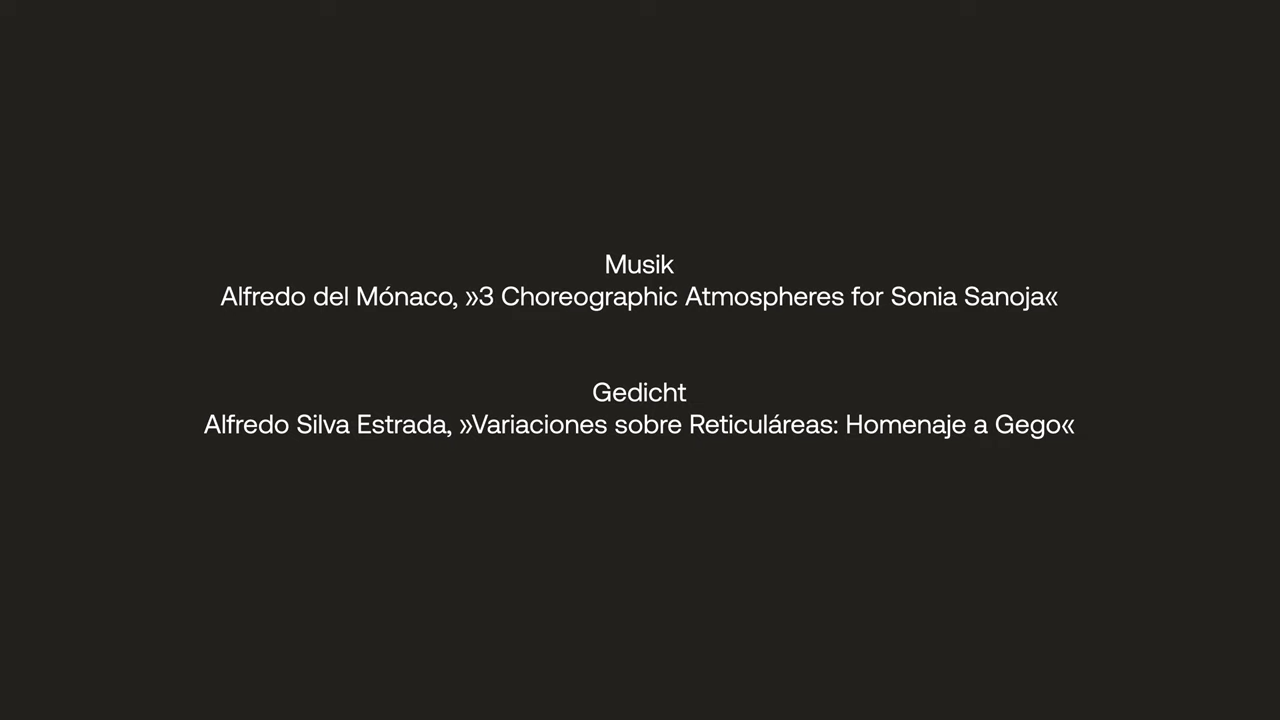 Musik
Alfredo del Mónaco, »3 Choreographic Atmospheres for Sonia Sanoja«
Gedicht
Alfredo Silva Estrada, »Variaciones sobre Reticuláreas: Homenaje a Gego«